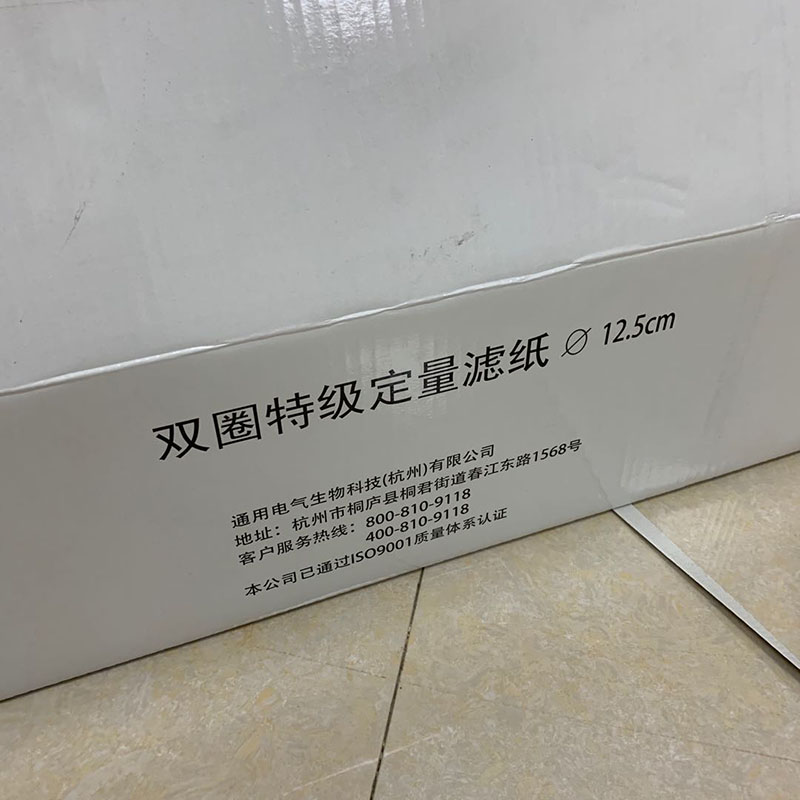 双圈特级定量滤纸 ∅ 12.5cm
通用电气生物科技(杭州)有限公司
地址：杭州市桐庐县桐君街道春江东路1568号
客户服务热线：800-810-9118
400-810-9118
本公司已通过ISO9001质量体系认证